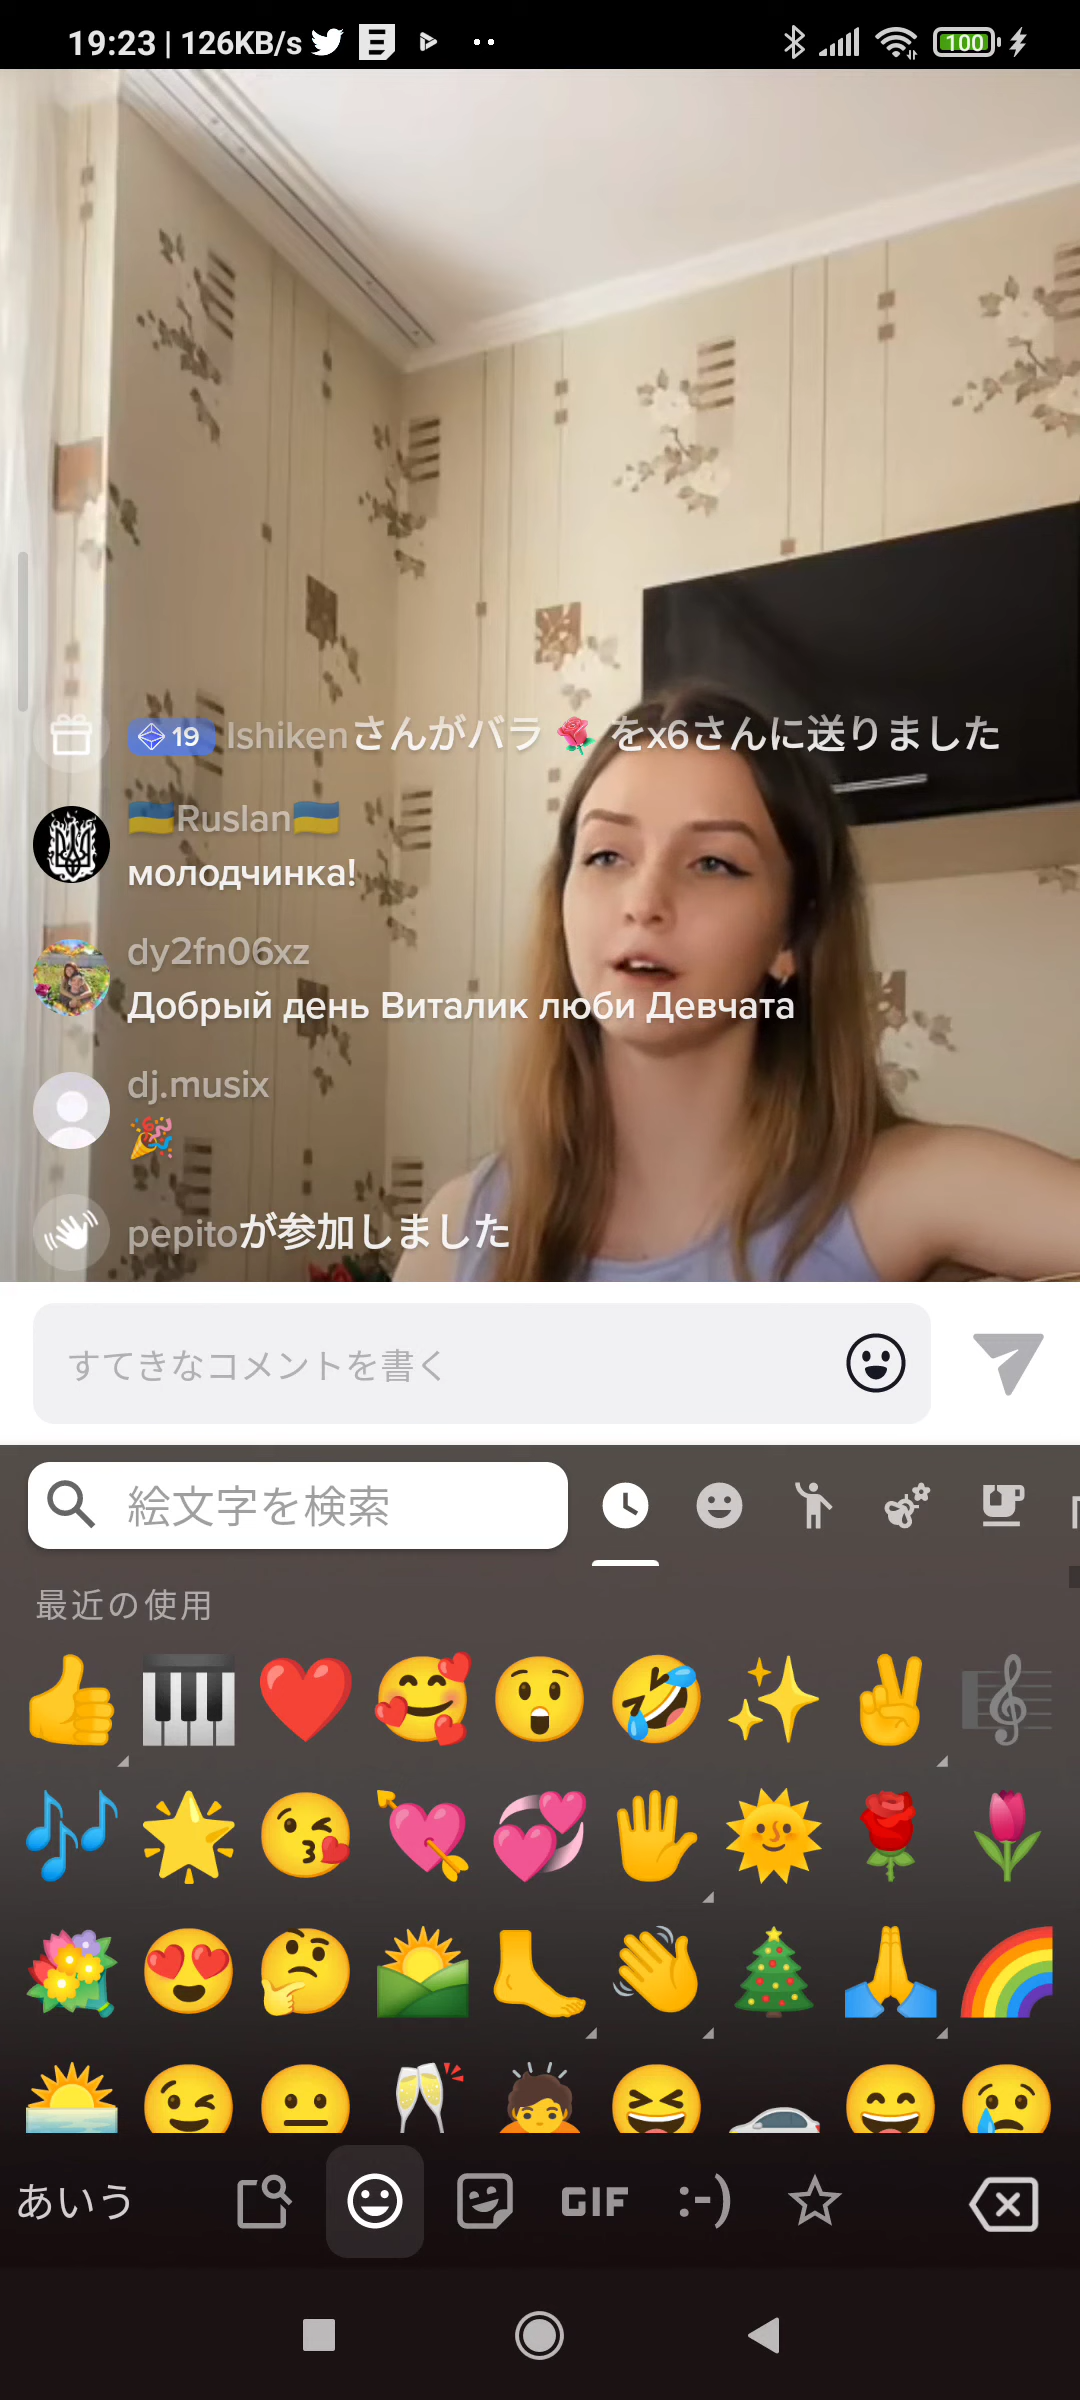 19:23 | 126KB/s
100
19 Ishikenさんがバラ 🌹 をx6さんに送りました
🇺🇦Ruslan🇺🇦
молодчинка!
dy2fn06xz
Добрый день Виталик люби Девчата
dj.musix
🎉
pepitoが参加しました
すてきなコメントを書く
絵文字を検索
最近の使用
あいう
GIF
:-)